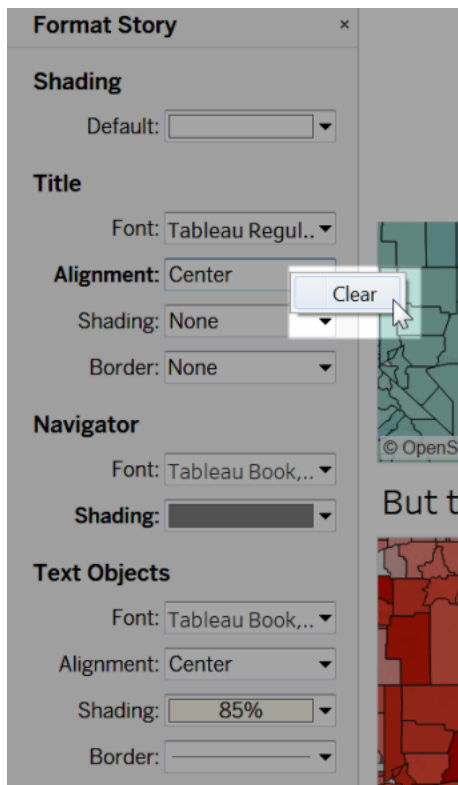 Format Story ×
Shading
Default:
Title
Font: Tableau Regul..
Alignment: Center
Clear
Shading: None
Border: None
Navigator
Font: Tableau Book,..
Shading:
© OpenS
But t
Text Objects
Font: Tableau Book,..
Alignment: Center
Shading: 85%
Border: